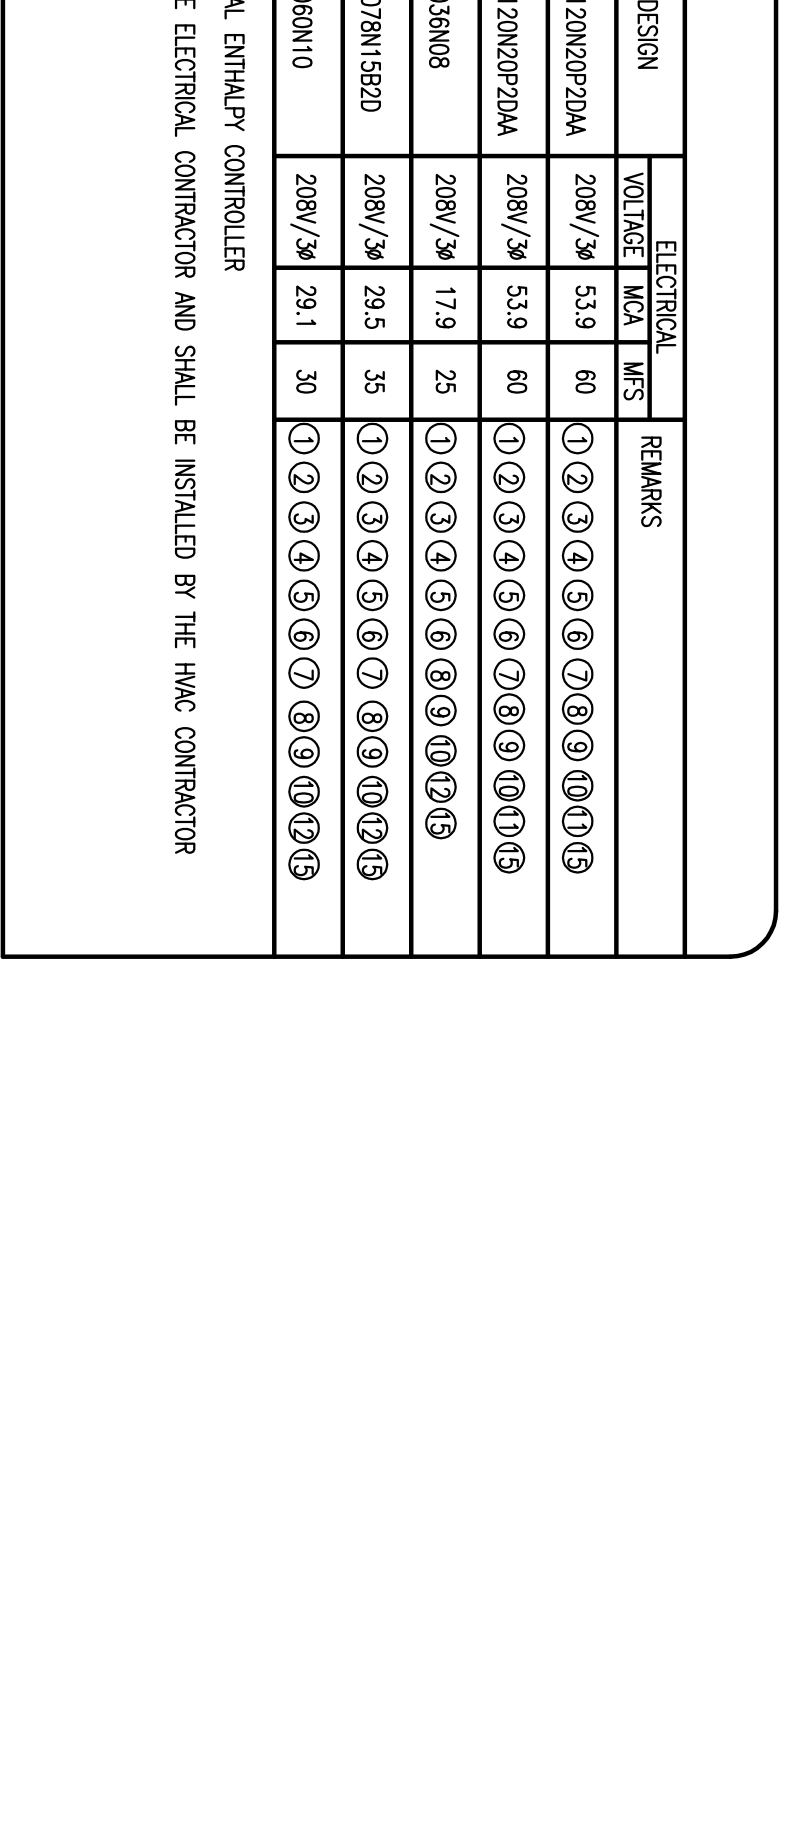 ELECTRICAL
DESIGN VOLTAGE MCA MFS REMARKS
120N20P2DAA 208V/3ø 53.9 60 1 2 3 4 5 6 7 8 9 10 11 15
120N20P2DAA 208V/3ø 53.9 60 1 2 3 4 5 6 7 8 9 10 11 15
036N08 208V/3ø 17.9 25 1 2 3 4 5 6 8 9 10 12 15
078N15B2D 208V/3ø 29.5 35 1 2 3 4 5 6 7 8 9 10 12 15
060N10 208V/3ø 29.1 30 1 2 3 4 5 6 7 8 9 10 12 15
AL ENTHALPY CONTROLLER
E ELECTRICAL CONTRACTOR AND SHALL BE INSTALLED BY THE HVAC CONTRACTOR